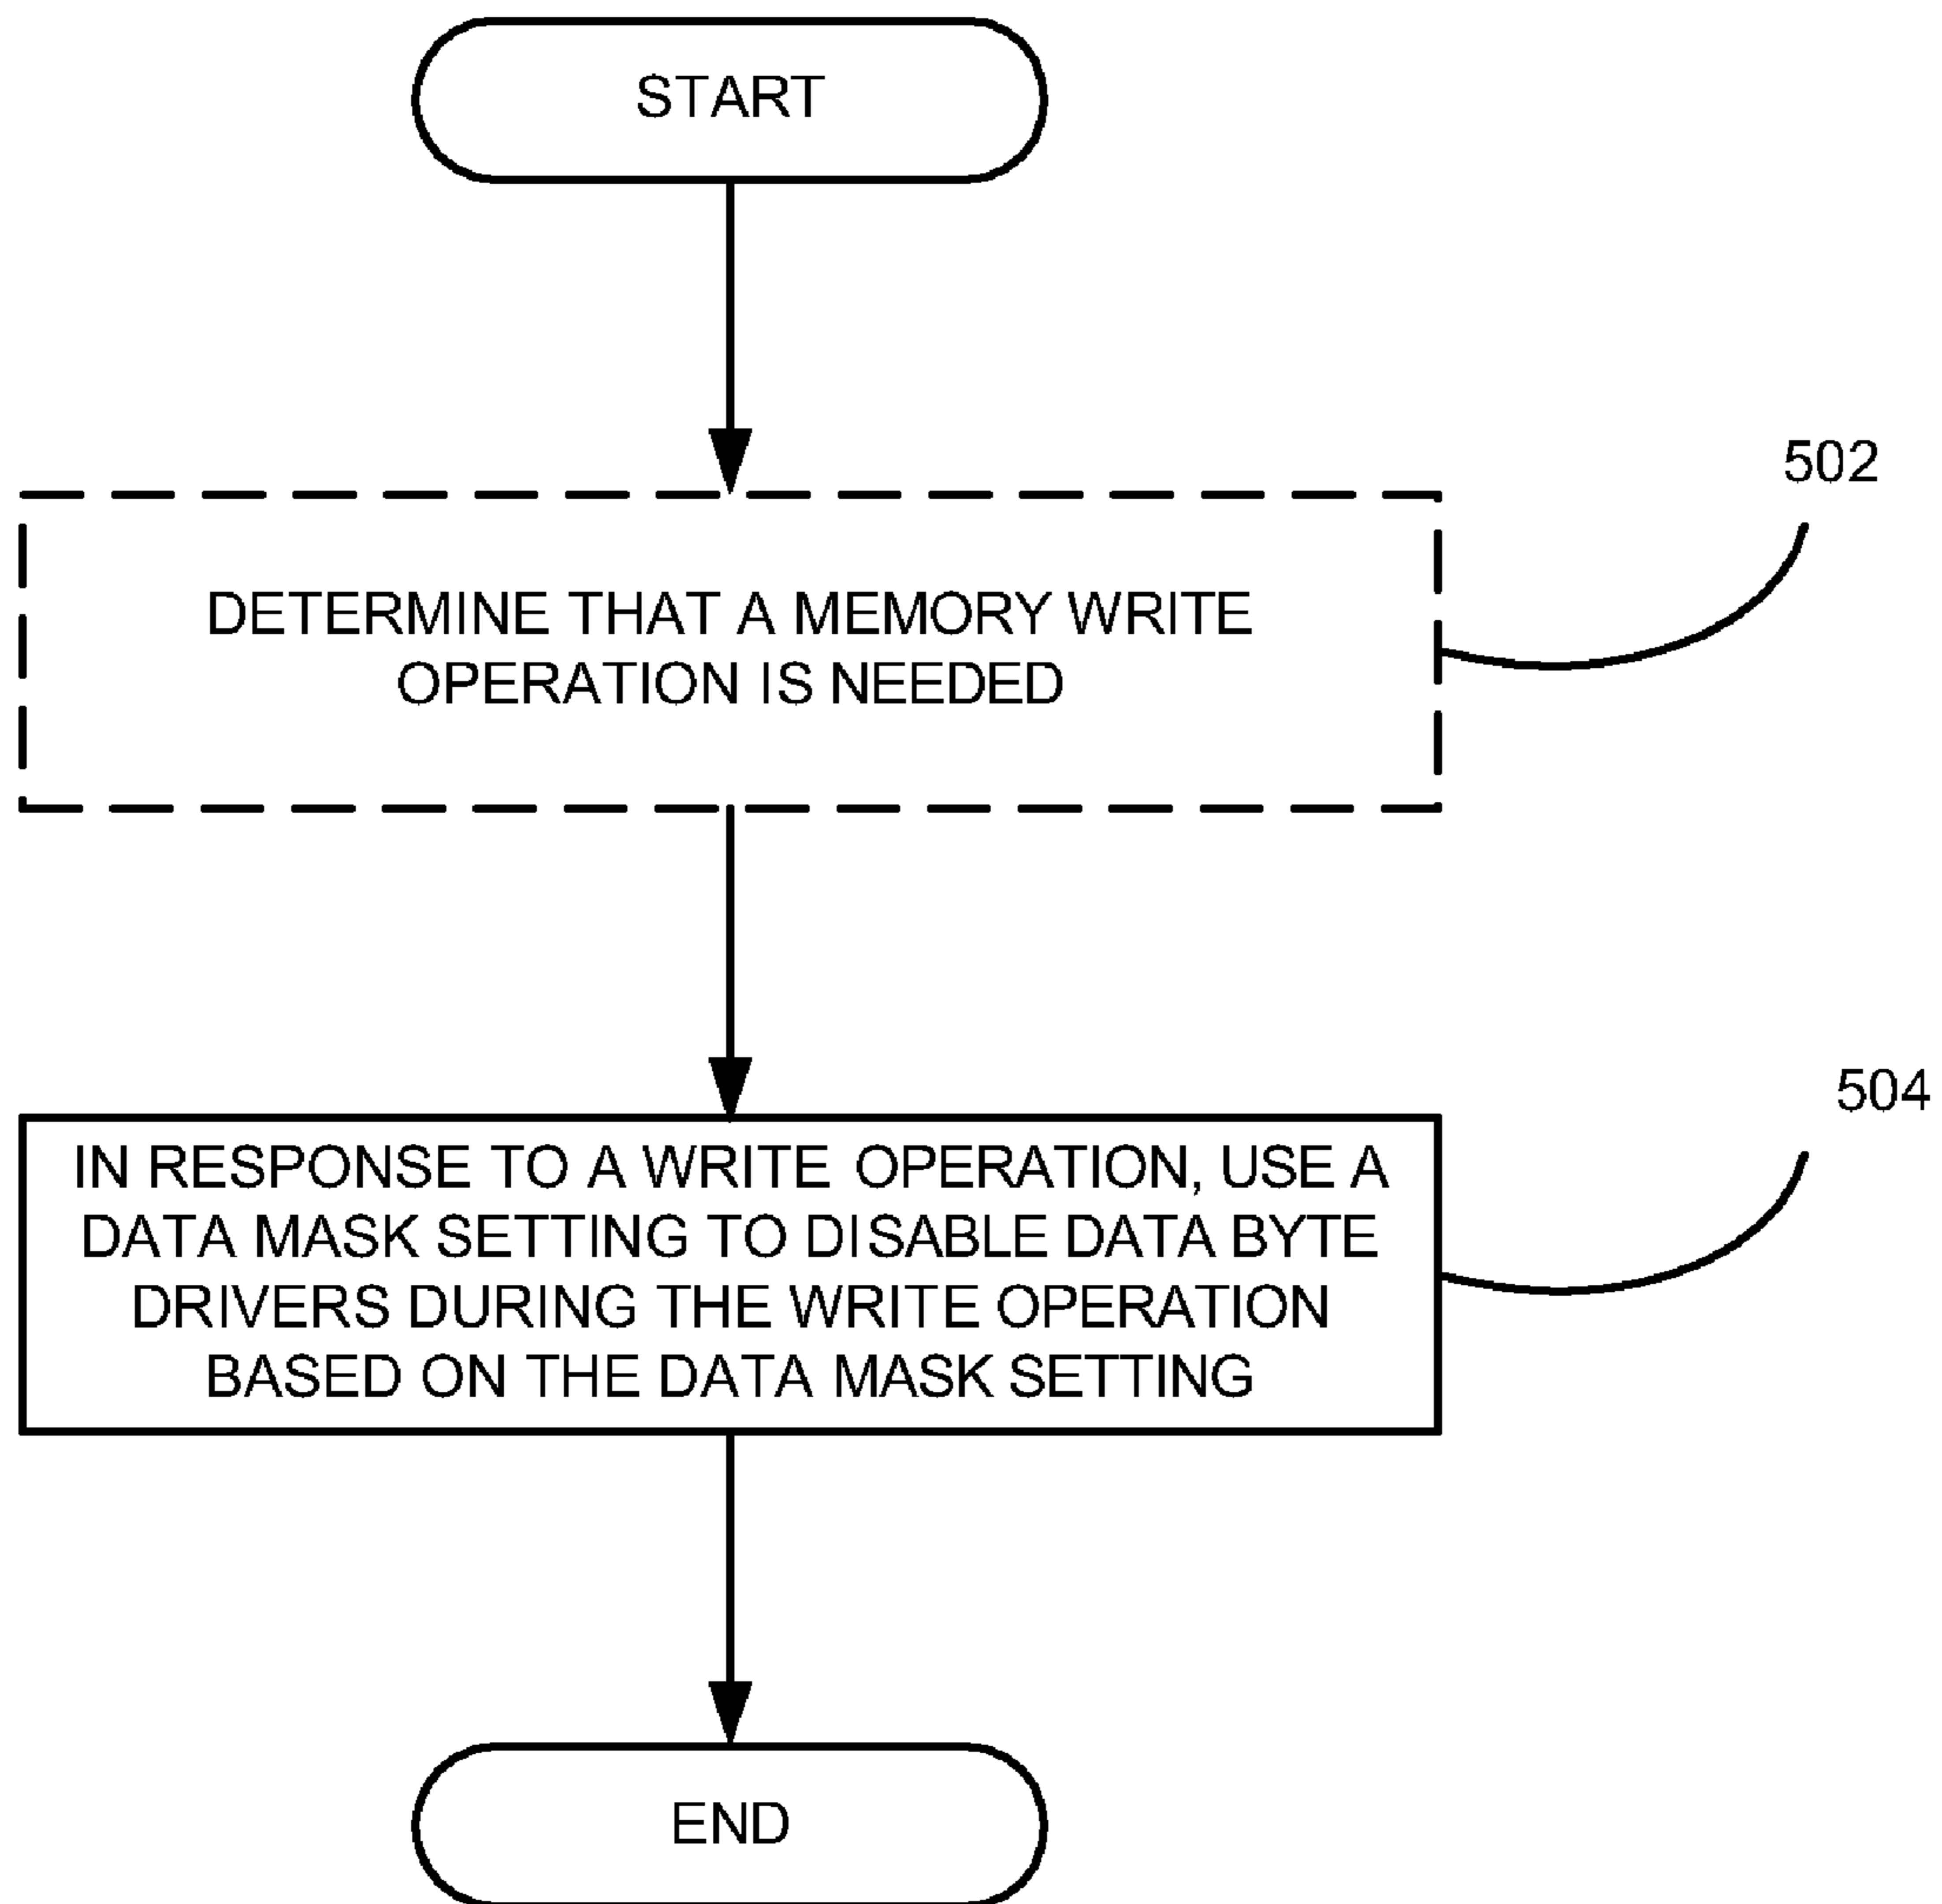 START
502
DETERMINE THAT A MEMORY WRITE
OPERATION IS NEEDED
504
IN RESPONSE TO A WRITE OPERATION, USE A
DATA MASK SETTING TO DISABLE DATA BYTE
DRIVERS DURING THE WRITE OPERATION
BASED ON THE DATA MASK SETTING
END